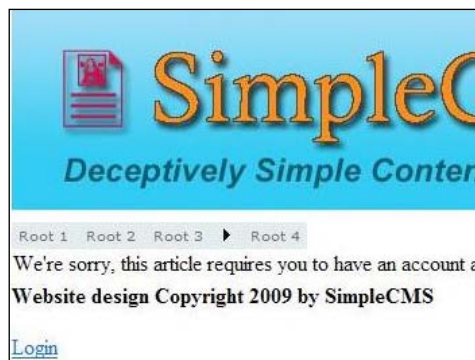 SimpleC
Deceptively Simple Conten
Root 1 Root 2 Root 3 Root 4
We're sorry, this article requires you to have an account a
Website design Copyright 2009 by SimpleCMS
Login